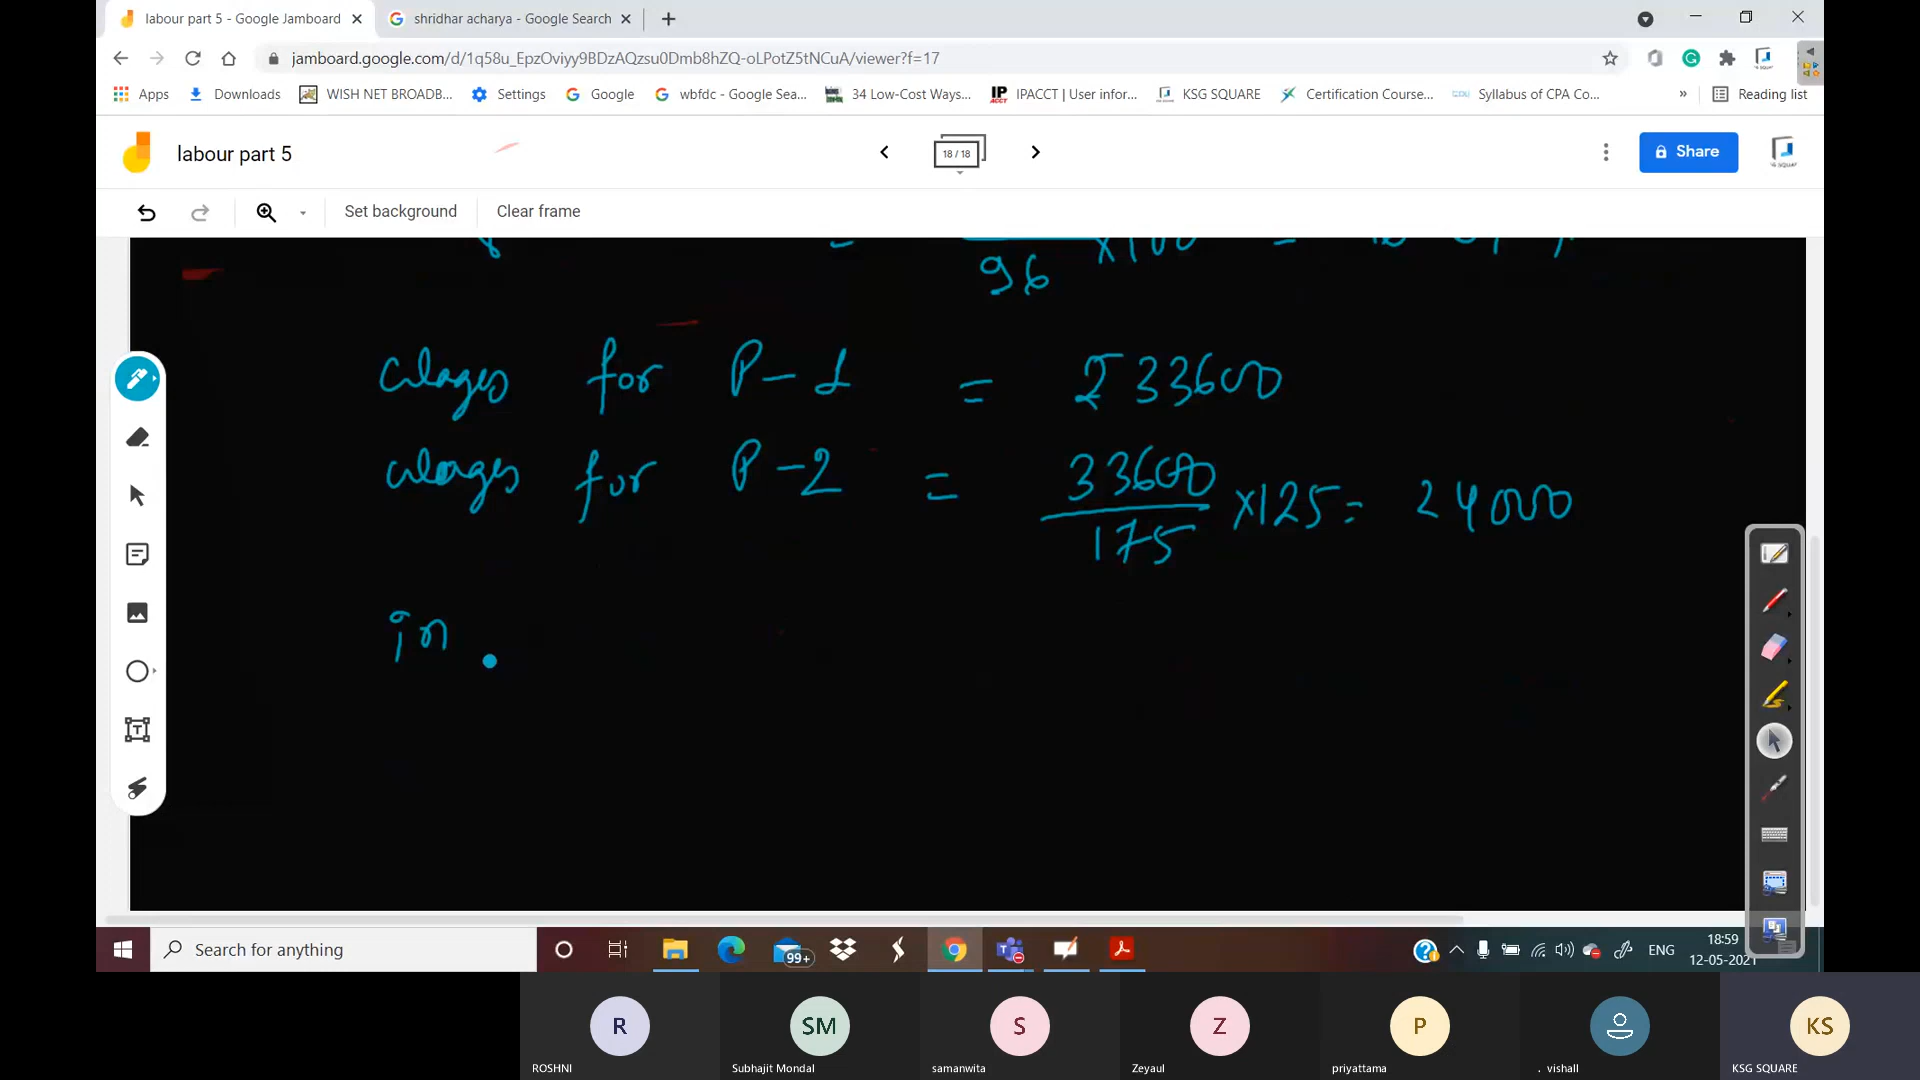 labour part 5 - Google Jamboard
shridhar acharya - Google Search
jamboard.google.com/d/1q58u_EpzOviyy9BDzAQzsu0Dmb8hZQ-oLPotZ5tNCuA/viewer?f=17
Apps Downloads WISH NET BROADB... Settings Google wbfdc - Google Sea... 34 Low-Cost Ways... IPACCT | User infor... KSG SQUARE Certification Course... Syllabus of CPA Co... » Reading list
labour part 5
18 / 18
Share
Set background Clear frame
= ×100 =
96
Wages for P-1 = ₹33600
Wages for P-2 = 33600/175 ×125 = 24000
in
Search for anything
99+
ENG
18:59
12-05-2021
R SM S Z P KS
ROSHNI Subhajit Mondal samanwita Zeyaul priyattama . vishall KSG SQUARE